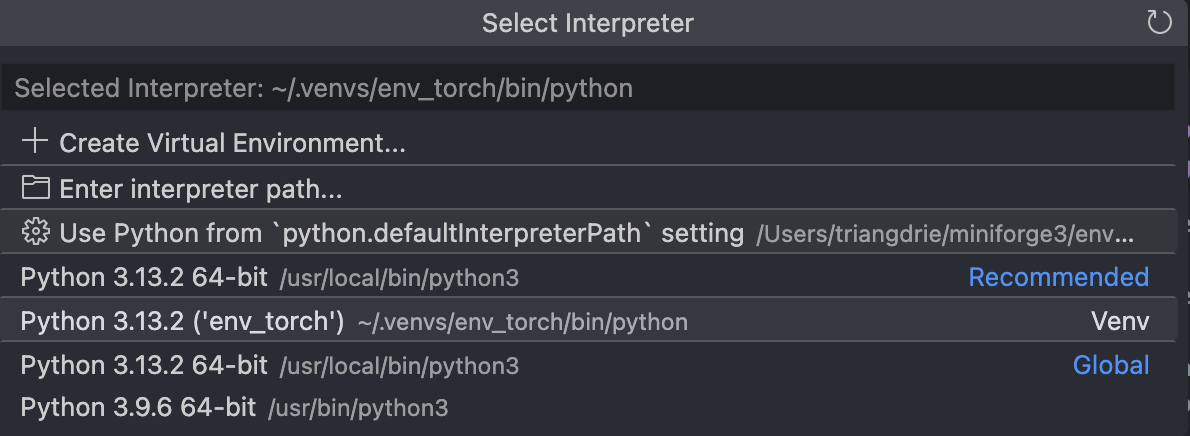 Select Interpreter
Selected Interpreter: ~/.venvs/env_torch/bin/python
Create Virtual Environment...
Enter interpreter path...
Use Python from `python.defaultInterpreterPath` setting /Users/triangdrie/miniforge3/env...
Python 3.13.2 64-bit /usr/local/bin/python3 Recommended
Python 3.13.2 ('env_torch') ~/.venvs/env_torch/bin/python Venv
Python 3.13.2 64-bit /usr/local/bin/python3 Global
Python 3.9.6 64-bit /usr/bin/python3